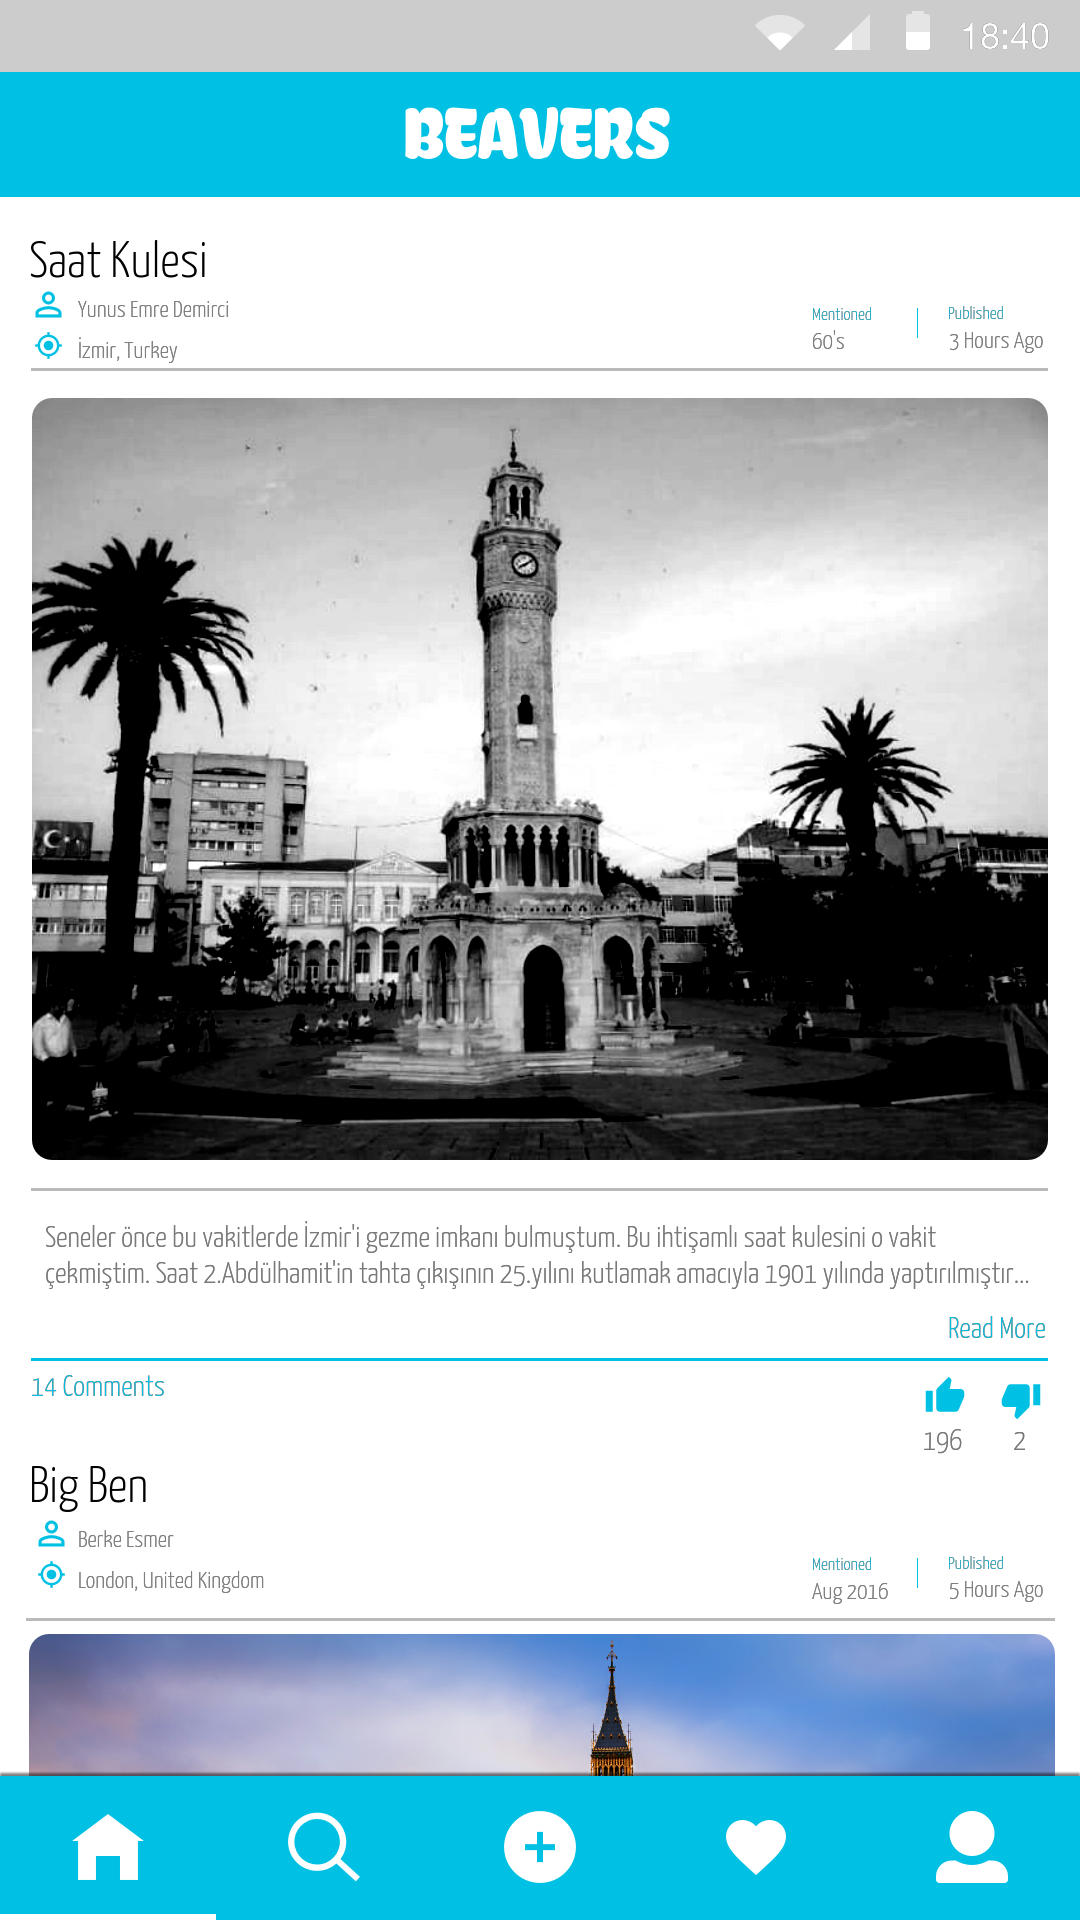 18:40
BEAVERS
Saat Kulesi
Yunus Emre Demirci
İzmir, Turkey
Mentioned
60's
Published
3 Hours Ago
Seneler önce bu vakitlerde İzmir'i gezme imkanı bulmuştum. Bu ihtişamlı saat kulesini o vakit
çekmiştim. Saat 2.Abdülhamit'in tahta çıkışının 25.yılını kutlamak amacıyla 1901 yılında yaptırılmıştır...
Read More
14 Comments
196
2
Big Ben
Berke Esmer
London, United Kingdom
Mentioned
Aug 2016
Published
5 Hours Ago